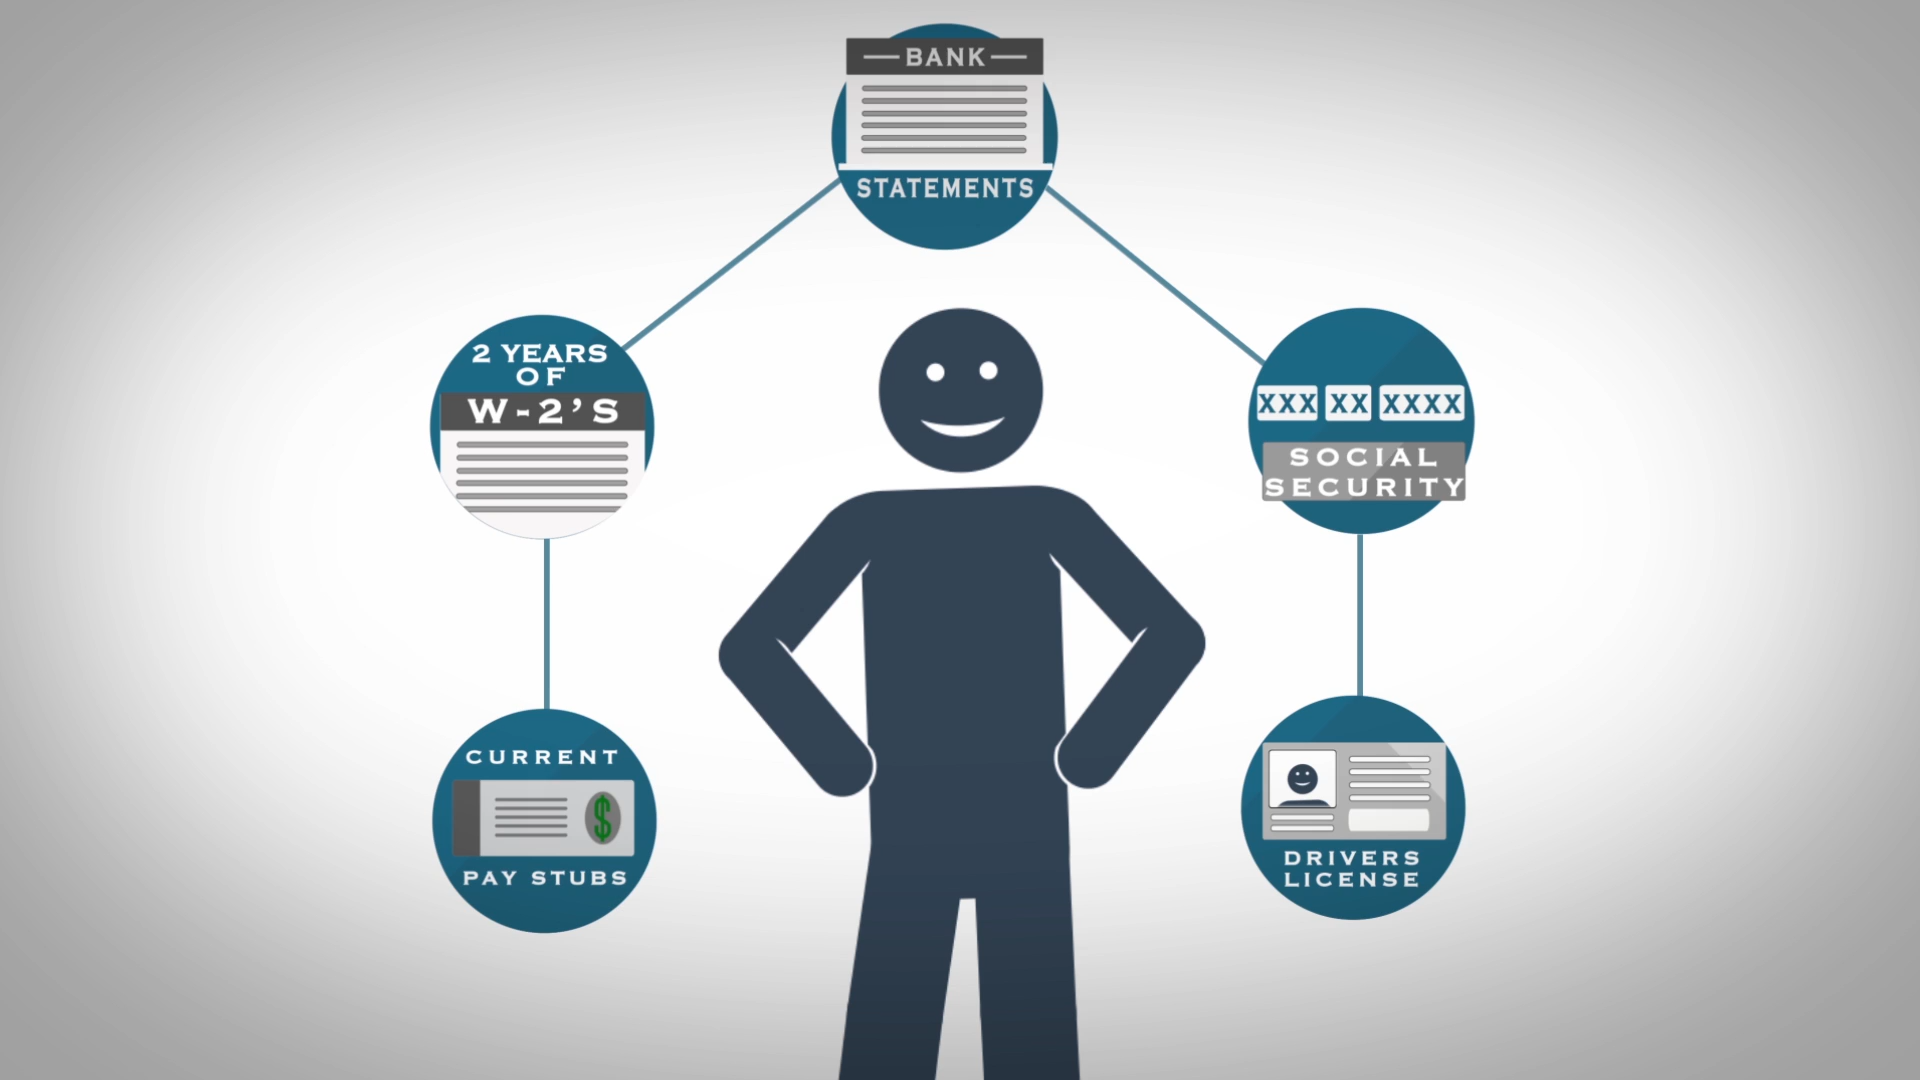 BANK
STATEMENTS
2 YEARS
OF
W-2'S
XXX XX XXXX
SOCIAL
SECURITY
CURRENT
$
PAY STUBS
DRIVERS
LICENSE